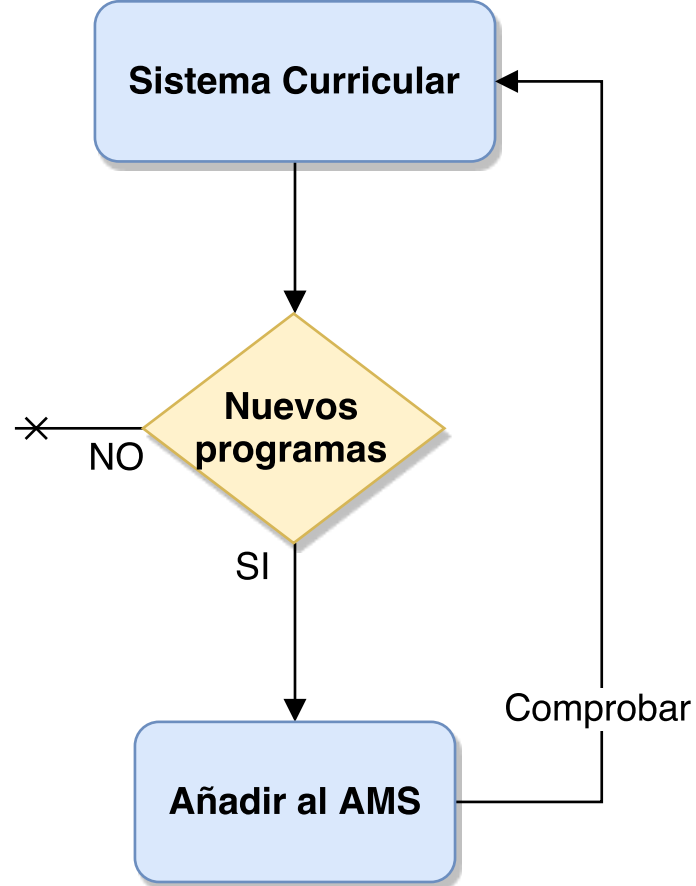 Sistema Curricular
Nuevos
programas
NO
SI
Comprobar
Añadir al AMS